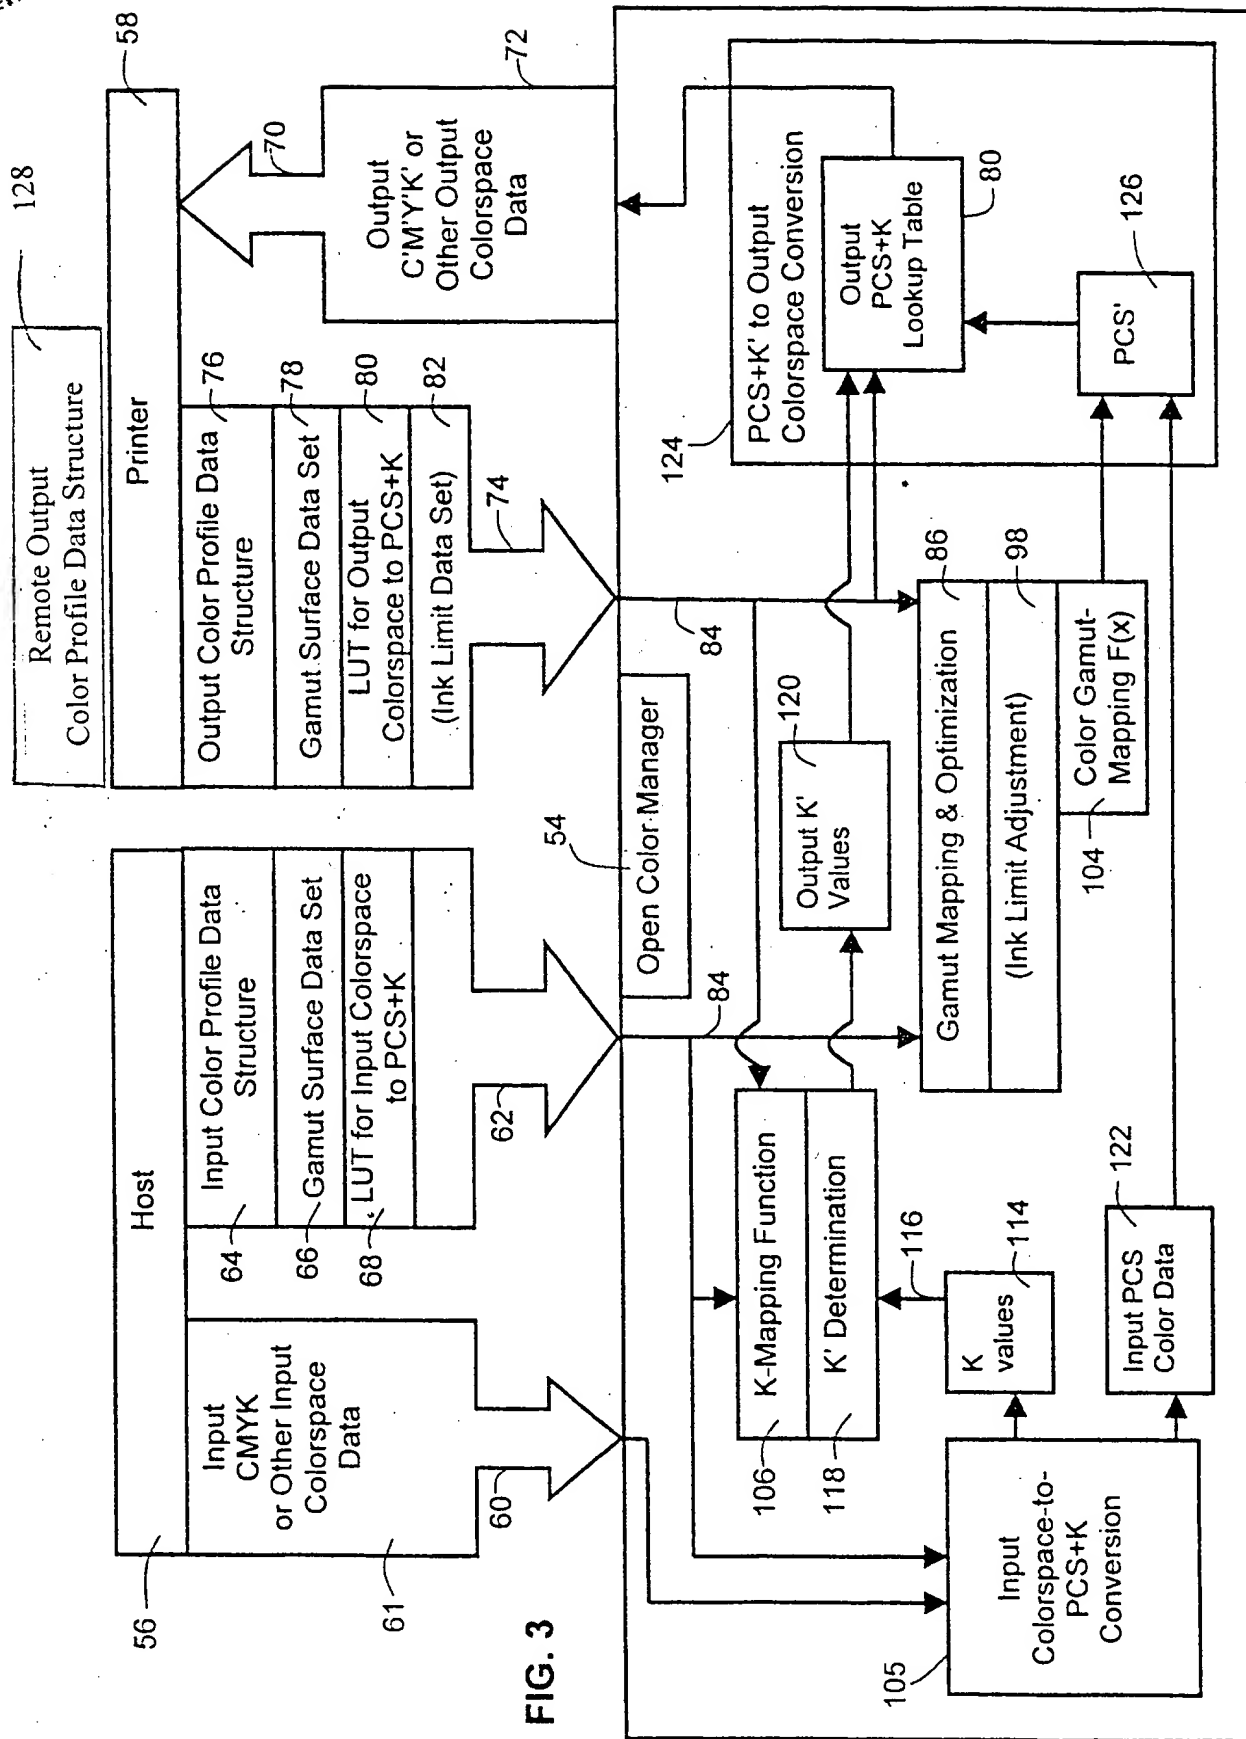 128
Remote Output
Color Profile Data Structure
58
Printer
Output Color Profile Data
Structure
76
Gamut Surface Data Set
78
LUT for Output
Colorspace to PCS+K
80
(Ink Limit Data Set)
82
74
70
72
Output
C'M'Y'K' or
Other Output
Colorspace
Data
56
Host
Input
CMYK
or Other Input
Colorspace
Data
61
60
Input Color Profile Data
Structure
64
Gamut Surface Data Set
66
LUT for Input Colorspace
to PCS+K
68
62
FIG. 3
54
Open Color Manager
84
84
105
Input
Colorspace-to-
PCS+K
Conversion
K-Mapping Function
106
K' Determination
118
116
K
values
114
Input PCS
Color Data
122
Output K'
Values
120
Gamut Mapping & Optimization
86
(Ink Limit Adjustment)
98
Color Gamut-
Mapping F(x)
104
124
PCS+K' to Output
Colorspace Conversion
Output
PCS+K
Lookup Table
80
PCS'
126